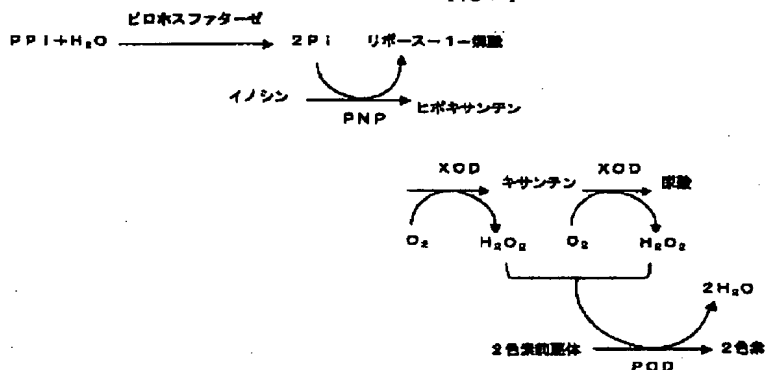 ピロホスファターゼ
PPi+H₂O 2Pi リボース−1−燐酸
イノシン ヒポキサンテン
PNP
XOD XOD
キサンテン 尿酸
O₂ H₂O₂ O₂ H₂O₂
2H₂O
2色素前駆体 2色素
POD